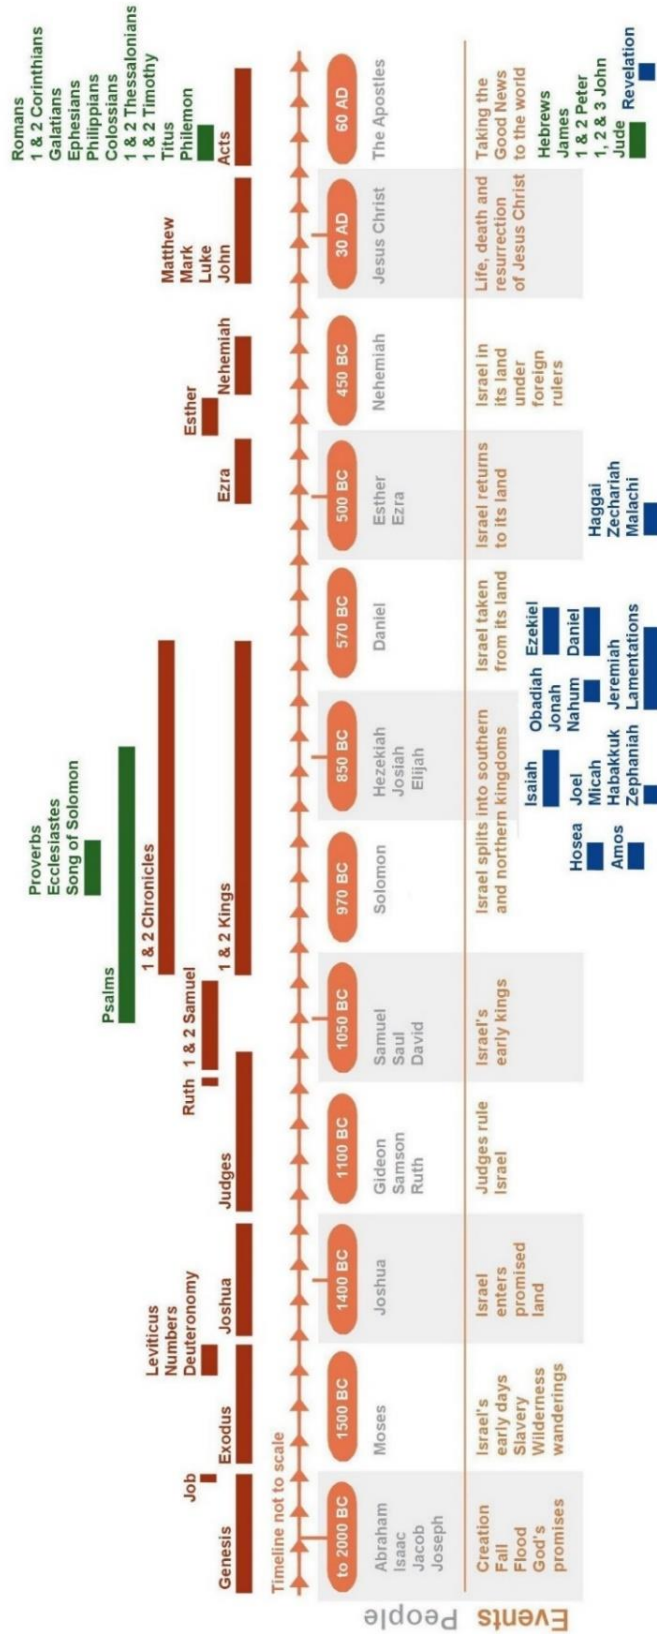 Romans
1 & 2 Corinthians
Galatians
Ephesians
Philippians
Colossians
1 & 2 Thessalonians
1 & 2 Timothy
Titus
Philemon
Proverbs
Ecclesiastes
Song of Solomon
Psalms
Matthew
Mark
Luke
John
Acts
1 & 2 Chronicles
Esther
Ruth 1 & 2 Samuel
Leviticus
Numbers
Deuteronomy
Job
Genesis
Exodus
Joshua
Judges
1 & 2 Kings
Ezra
Nehemiah
Timeline not to scale
to 2000 BC
1500 BC
1400 BC
1100 BC
1050 BC
970 BC
850 BC
570 BC
500 BC
450 BC
30 AD
60 AD
People
Abraham
Isaac
Jacob
Joseph
Moses
Joshua
Gideon
Samson
Ruth
Samuel
Saul
David
Solomon
Hezekiah
Josiah
Elijah
Daniel
Esther
Ezra
Nehemiah
Jesus Christ
The Apostles
Events
Creation
Fall
Flood
God's
promises
Israel's
early days
Slavery
Wilderness
wanderings
Israel
enters
promised
land
Judges rule
Israel
Israel's
early kings
Israel splits into southern
and northern kingdoms
Israel taken
from its land
Israel returns
to its land
Israel in
its land
under
foreign
rulers
Life, death and
resurrection
of Jesus Christ
Taking the
Good News
to the world
Hosea
Amos
Isaiah
Joel
Micah
Habakkuk
Zephaniah
Obadiah
Jonah
Nahum
Jeremiah
Lamentations
Ezekiel
Daniel
Haggai
Zechariah
Malachi
Hebrews
James
1 & 2 Peter
1, 2 & 3 John
Jude
Revelation